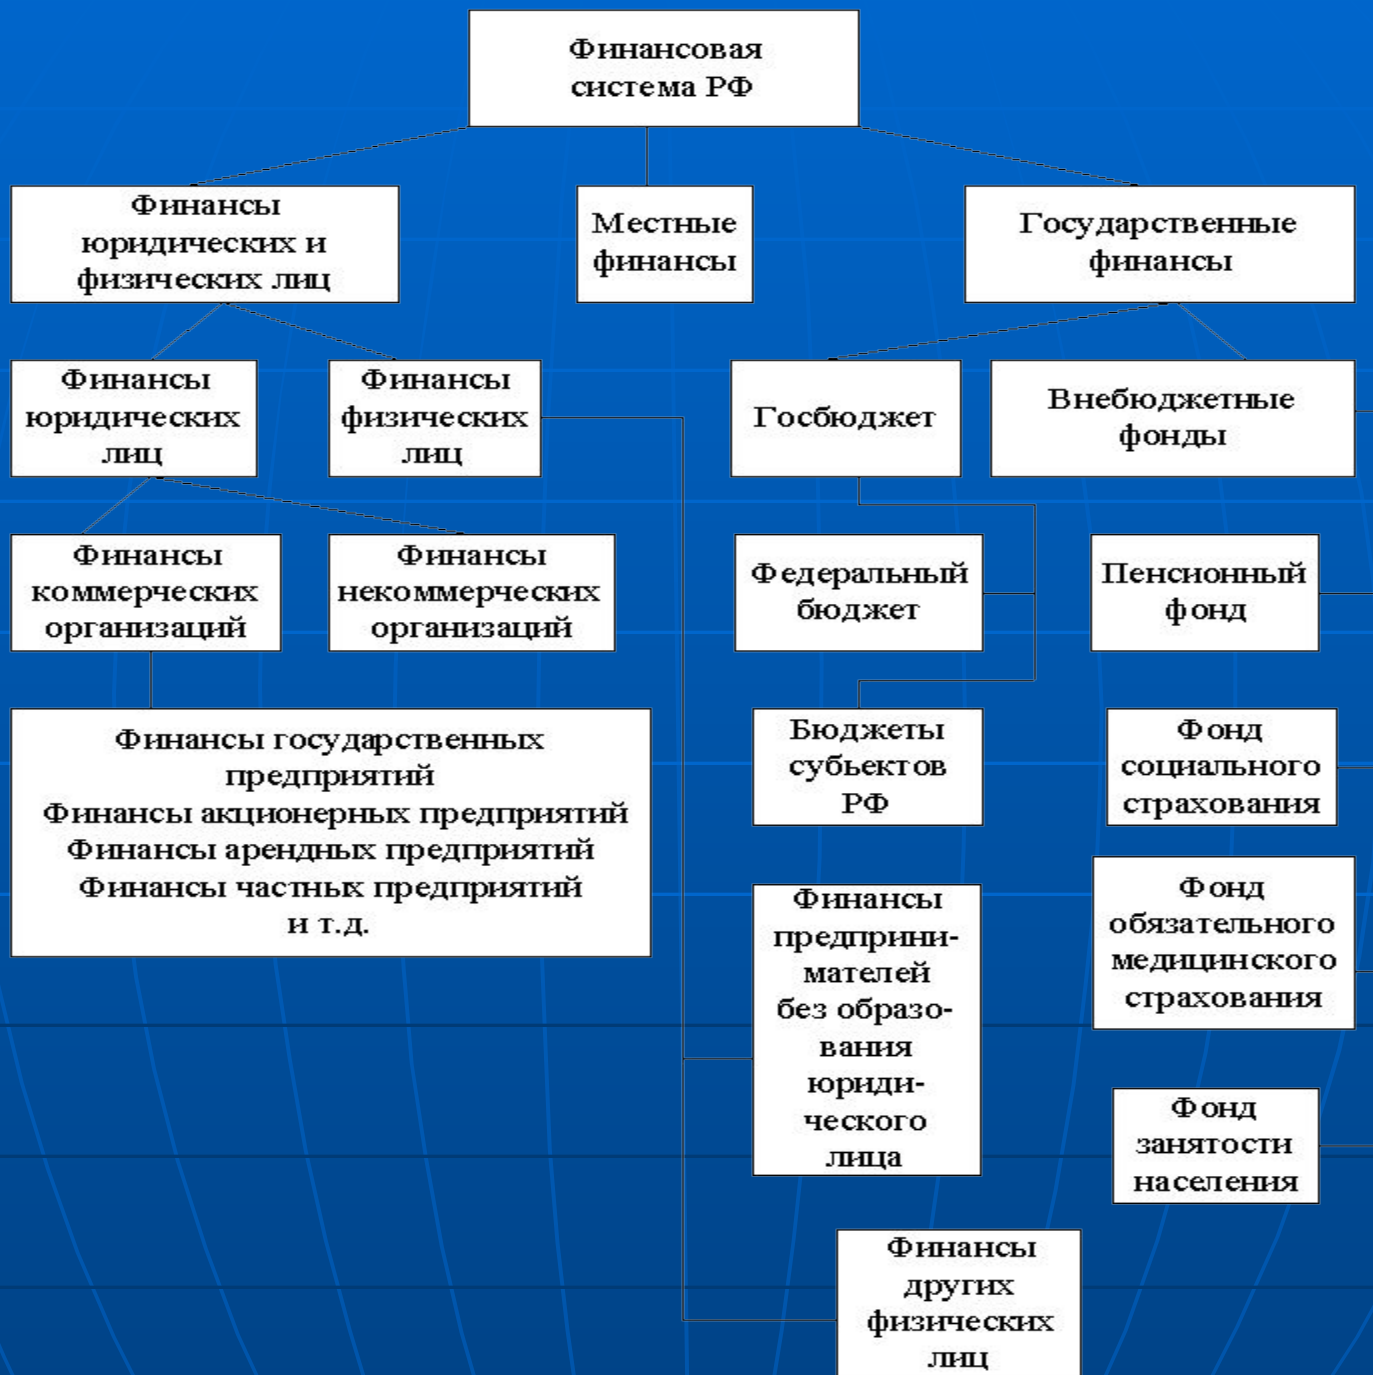 Финансовая
система РФ
Финансы
юридических и
физических лиц
Местные
финансы
Государственные
финансы
Финансы
юридических
лиц
Финансы
физических
лиц
Госбюджет
Внебюджетные
фонды
Финансы
коммерческих
организаций
Финансы
некоммерческих
организаций
Федеральный
бюджет
Пенсионный
фонд
Финансы государственных
предприятий
Финансы акционерных предприятий
Финансы арендных предприятий
Финансы частных предприятий
и т.д.
Бюджеты
субьектов
РФ
Фонд
социального
страхования
Финансы
предприни-
мателей
без образо-
вания
юриди-
ческого
лица
Фонд
обязательного
медицинского
страхования
Фонд
занятости
населения
Финансы
других
физических
лиц